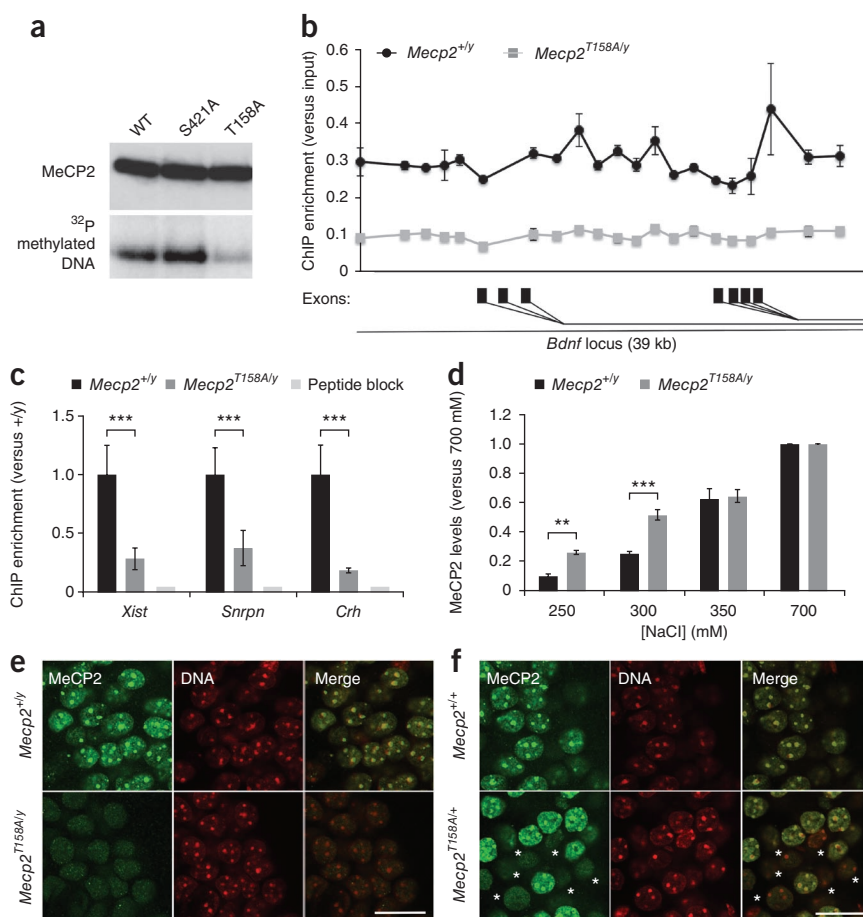 a
WT
S421A
T158A
MeCP2
32P
methylated
DNA
b
Mecp2+/y
Mecp2T158A/y
ChIP enrichment (versus input)
0.6
0.5
0.4
0.3
0.2
0.1
0
Exons:
Bdnf locus (39 kb)
c
Mecp2+/y
Mecp2T158A/y
Peptide block
ChIP enrichment (versus +/y)
1.5
1.0
0.5
0
***
***
***
Xist
Snrpn
Crh
d
Mecp2+/y
Mecp2T158A/y
MeCP2 levels (versus 700 mM)
1.2
1.0
0.8
0.6
0.4
0.2
0
**
***
250
300
350
700
[NaCl] (mM)
e
MeCP2
DNA
Merge
Mecp2+/y
Mecp2T158A/y
f
MeCP2
DNA
Merge
Mecp2+/+
Mecp2T158A/+
* * * * * *
* * * * * *